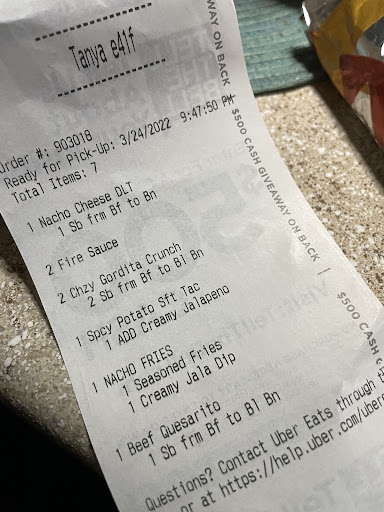 Tanya e41f
Order #: 903018
Ready for Pick-Up: 3/24/2022 9:47:50 PM
Total Items: 7
1 Nacho Cheese DLT
1 Sb frm Bf to Bn
2 Fire Sauce
2 Chzy Gordita Crunch
2 Sb frm Bf to Bl Bn
1 Spcy Potato Sft Tac
1 ADD Creamy Jalapeno
1 NACHO FRIES
1 Seasoned Fries
1 Creamy Jala Dip
1 Beef Quesarito
1 Sb frm Bf to Bl Bn
Questions? Contact Uber Eats through
or at https://help.uber.com/uber
WAY ON BACK
$500 CASH GIVEAWAY ON BACK
$500 CASH